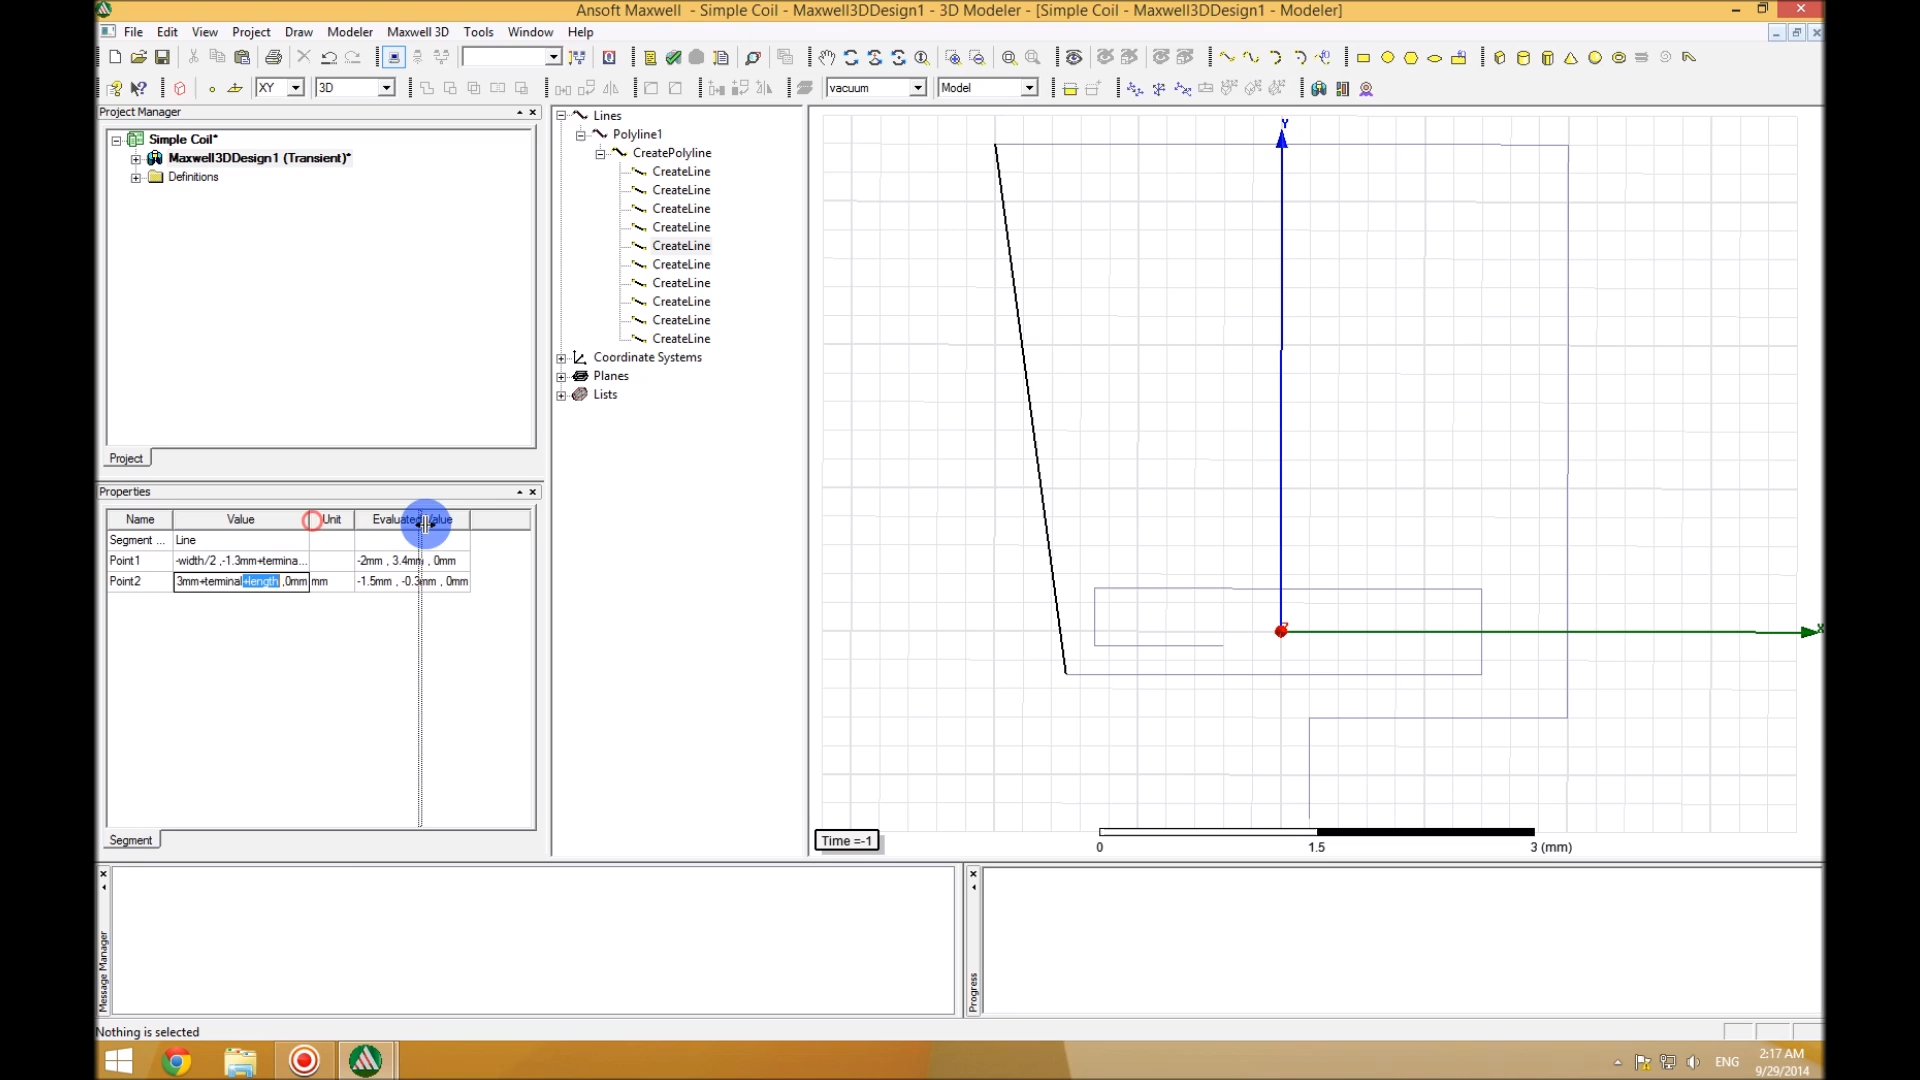 Ansoft Maxwell - Simple Coil - Maxwell3DDesign1 - 3D Modeler - [Simple Coil - Maxwell3DDesign1 - Modeler]
File Edit View Project Draw Modeler Maxwell 3D Tools Window Help
XY 3D vacuum Model
Project Manager
Simple Coil*
Maxwell3DDesign1 (Transient)*
Definitions
Project
Lines
Polyline1
CreatePolyline
CreateLine
CreateLine
CreateLine
CreateLine
CreateLine
CreateLine
CreateLine
CreateLine
CreateLine
CreateLine
Coordinate Systems
Planes
Lists
Properties
Name Value Unit Evaluated Value
Segment ... Line
Point1 -width/2 ,-1.3mm+termina... -2mm , 3.4mm , 0mm
Point2 3mm+terminal+length ,0mm mm -1.5mm , -0.3mm , 0mm
Segment
Y
X
Time =-1
0 1.5 3 (mm)
Message Manager
Progress
Nothing is selected
ENG
2:17 AM
9/29/2014